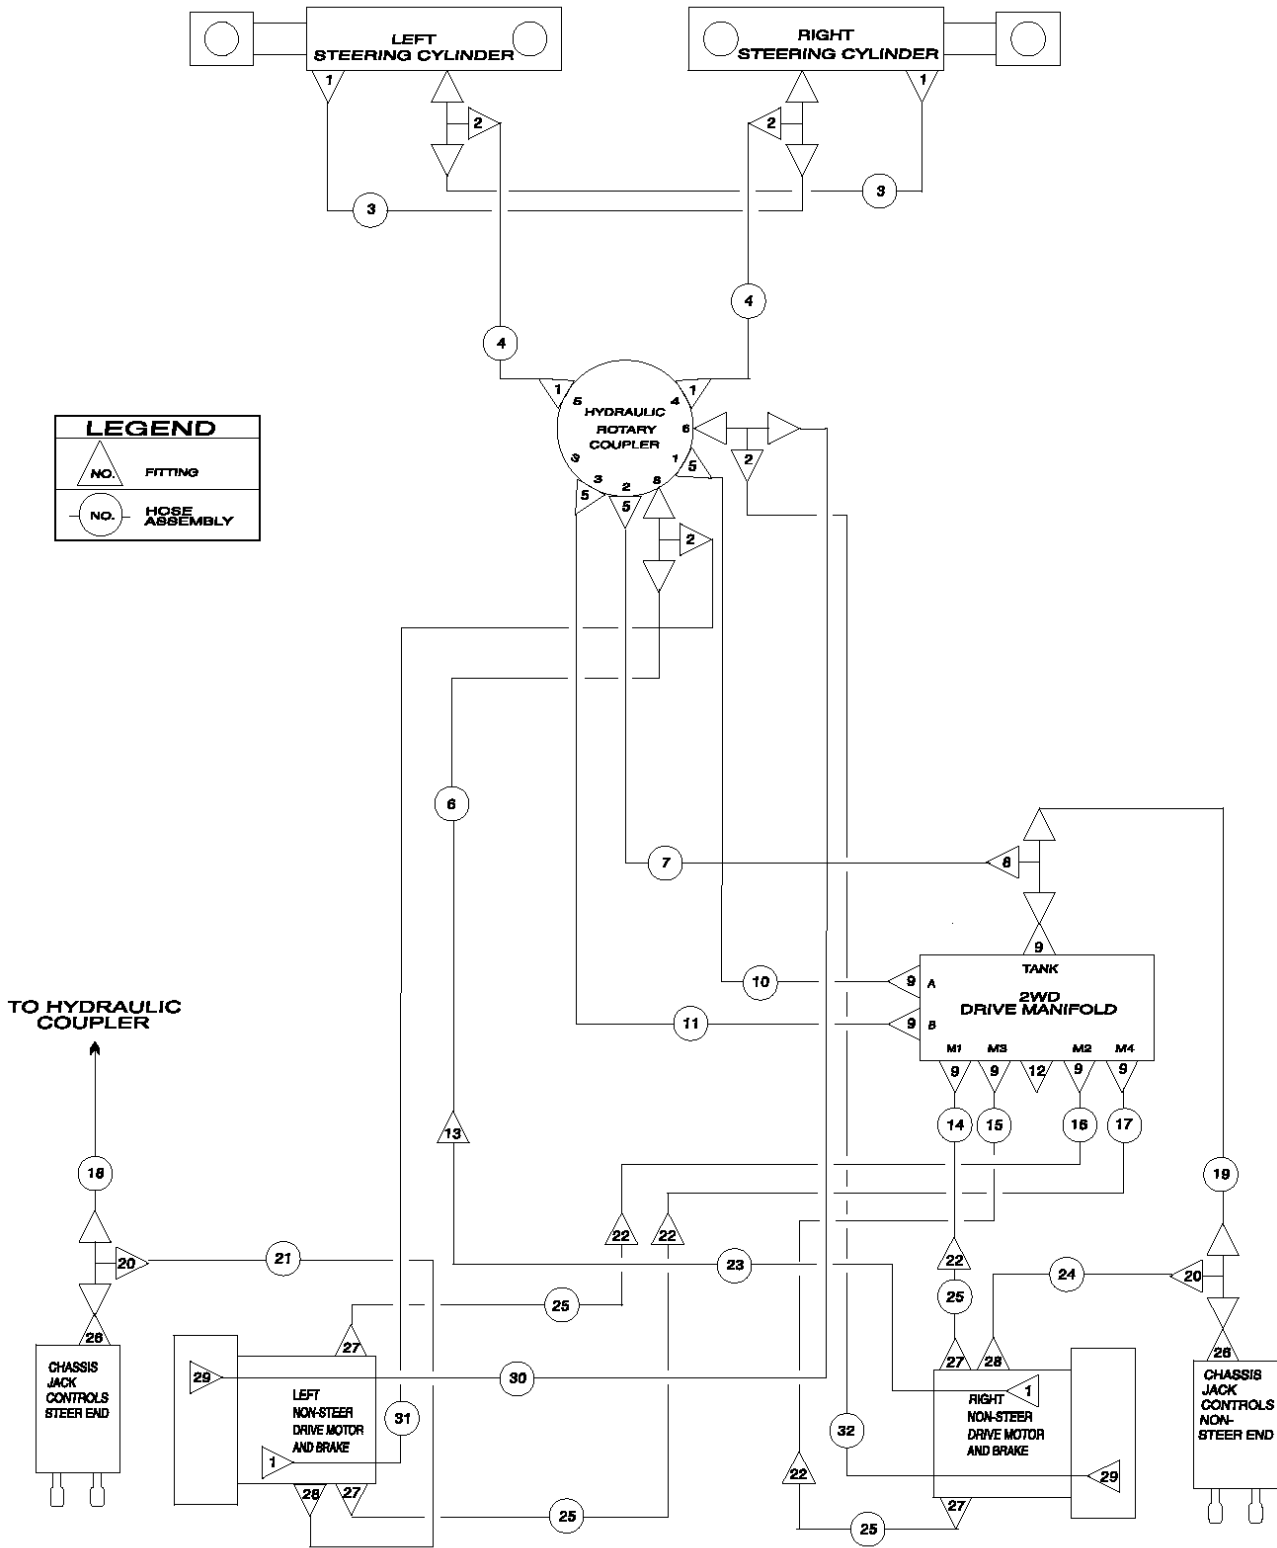 LEFT
STEERING CYLINDER
RIGHT
STEERING CYLINDER
1
1
2
2
3
3
4
4
1
1
5
4
HYDRAULIC
ROTARY
COUPLER
6
9
3
2
8
1
5
5
5
2
2
LEGEND
NO.
FITTING
NO.
HOSE
ASSEMBLY
6
7
8
9
TANK
2WD
DRIVE MANIFOLD
10
9
A
11
9
B
M1
M3
M2
M4
9
9
12
9
9
TO HYDRAULIC
COUPLER
13
14
15
16
17
18
19
20
21
22
22
23
22
24
20
25
25
26
27
27
28
26
CHASSIS
JACK
CONTROLS
STEER END
29
30
LEFT
NON-STEER
DRIVE MOTOR
AND BRAKE
31
1
28
27
25
32
1
RIGHT
NON-STEER
DRIVE MOTOR
AND BRAKE
29
22
27
25
CHASSIS
JACK
CONTROLS
NON-
STEER END